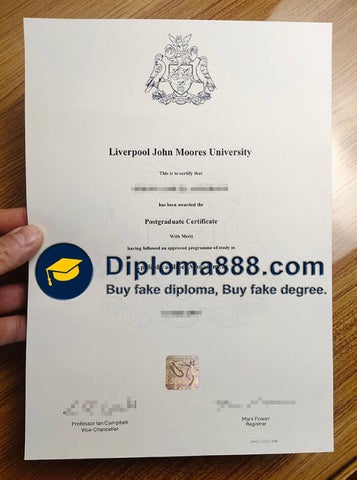 Liverpool John Moores University
This is to certify that
has been awarded the
Postgraduate Certificate
With Merit
having followed an approved programme of study in
Diploma888.com
Buy fake diploma, Buy fake degree.
Professor Ian Campbell
Vice-Chancellor
Mark Power
Registrar